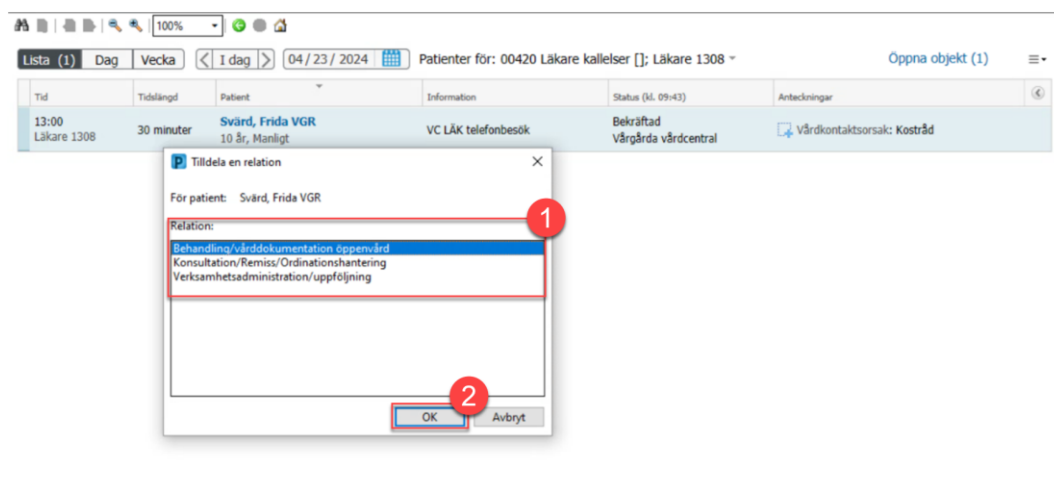 100%
Lista (1) Dag Vecka I dag 04/23/2024 Patienter för: 00420 Läkare kallelser []; Läkare 1308 Öppna objekt (1)
Tid Tidslängd Patient Information Status (kl. 09:43) Anteckningar
13:00 30 minuter Svärd, Frida VGR VC LÄK telefonbesök Bekräftad Vårdkontaktsorsak: Kostråd
Läkare 1308 10 år, Manligt Vårgårda vårdcentral
P Tilldela en relation
För patient: Svärd, Frida VGR
1
Relation:
Behandling/vårddokumentation öppenvård
Konsultation/Remiss/Ordinationshantering
Verksamhetsadministration/uppföljning
2
OK Avbryt